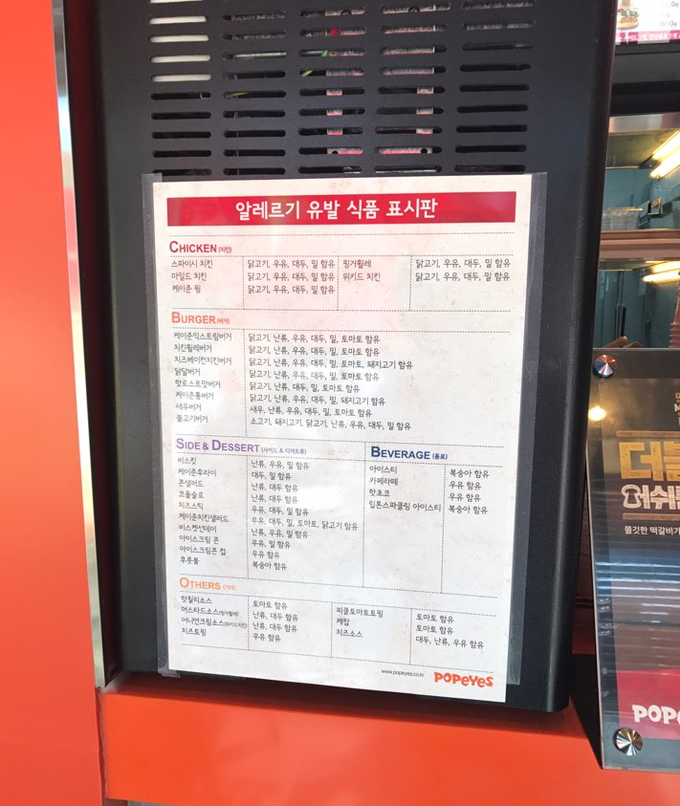 알레르기 유발 식품 표시판
CHICKEN (치킨)
스파이시 치킨 닭고기, 우유, 대두, 밀 함유 핑거휠레 닭고기, 우유, 대두, 밀 함유
마일드 치킨 닭고기, 우유, 대두, 밀 함유 위키드 치킨 닭고기, 우유, 대두, 밀 함유
케이준 윙 닭고기, 우유, 대두, 밀 함유
BURGER (버거)
케이준익스트림버거 닭고기, 난류, 우유, 대두, 밀, 토마토 함유
치킨휠레버거 닭고기, 난류, 우유, 대두, 밀, 토마토 함유
치즈베이컨치킨버거 닭고기, 난류, 우유, 대두, 밀, 토마토, 돼지고기 함유
닭달버거 닭고기, 난류, 우유, 대두, 밀, 토마토 함유
핫로스트맛버거 닭고기, 난류, 대두, 밀, 토마토 함유
케이준통버거 닭고기, 난류, 우유, 대두, 밀, 돼지고기 함유
새우버거 새우, 난류, 우유, 대두, 밀, 토마토 함유
불고기버거 소고기, 돼지고기, 닭고기, 난류, 우유, 대두, 밀 함유
SIDE & DESSERT (사이드 & 디저트류)
비스킷 난류, 우유, 밀 함유
케이준후라이 대두, 밀 함유
콘샐러드 난류, 대두 함유
코울슬로 난류, 대두 함유
치즈스틱 우유, 대두, 밀 함유
케이준치킨샐러드 우유, 대두, 밀, 토마토, 닭고기 함유
비스켓선데이 난류, 우유, 밀 함유
아이스크림 콘 우유, 밀 함유
아이스크림콘 컵 우유 함유
후룻볼 복숭아 함유
BEVERAGE (음료)
아이스티 복숭아 함유
카페라떼 우유 함유
핫초코 우유 함유
립톤스파클링 아이스티 복숭아 함유
OTHERS (기타)
핫칠리소스 토마토 함유 피클토마토토핑 토마토 함유
머스타드소스(핑거휠레) 난류, 대두 함유 케찹 토마토 함유
어니언크림소스(위키드치킨) 난류, 대두 함유 치즈소스 대두, 난류, 우유 함유
치즈토핑 우유 함유
www.popeyes.co.kr POPEYES
쫄깃한 떡갈비가
POP